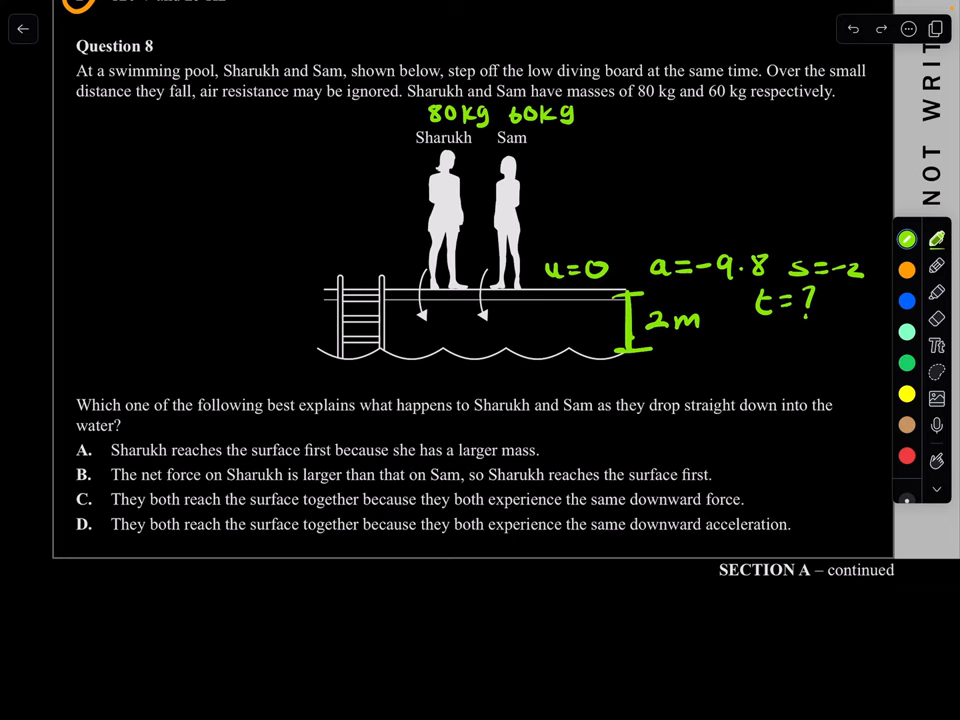 Question 8
At a swimming pool, Sharukh and Sam, shown below, step off the low diving board at the same time. Over the small
distance they fall, air resistance may be ignored. Sharukh and Sam have masses of 80 kg and 60 kg respectively.
80kg 60kg
Sharukh Sam
u=0 a=-9.8 s=-2
t=?
2m
Which one of the following best explains what happens to Sharukh and Sam as they drop straight down into the
water?
A. Sharukh reaches the surface first because she has a larger mass.
B. The net force on Sharukh is larger than that on Sam, so Sharukh reaches the surface first.
C. They both reach the surface together because they both experience the same downward force.
D. They both reach the surface together because they both experience the same downward acceleration.
SECTION A – continued
NOT WRIT
Tt